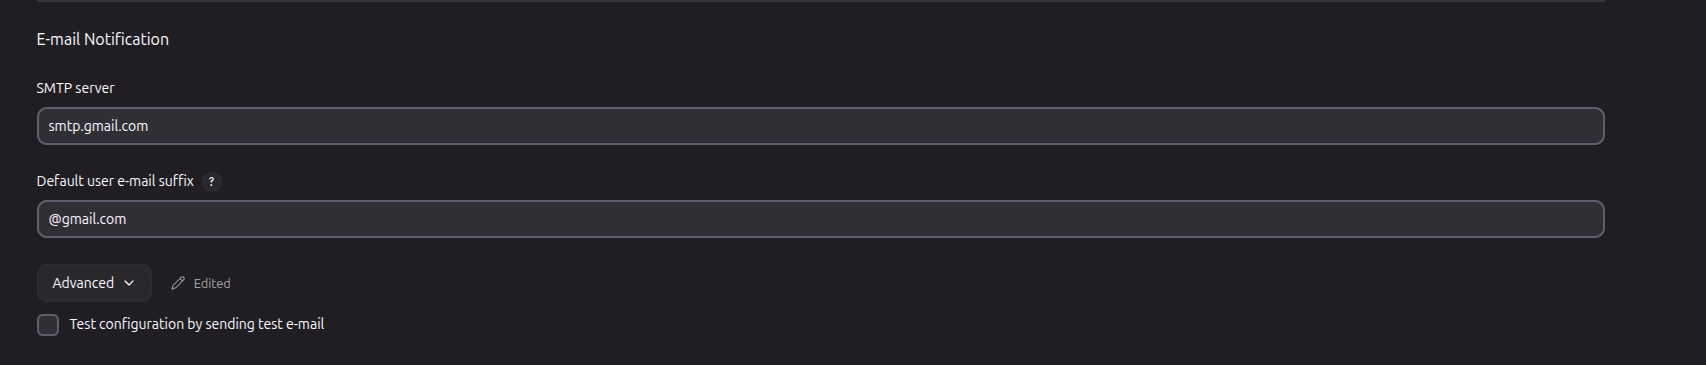 E-mail Notification
SMTP server
smtp.gmail.com
Default user e-mail suffix ?
@gmail.com
Advanced Edited
Test configuration by sending test e-mail